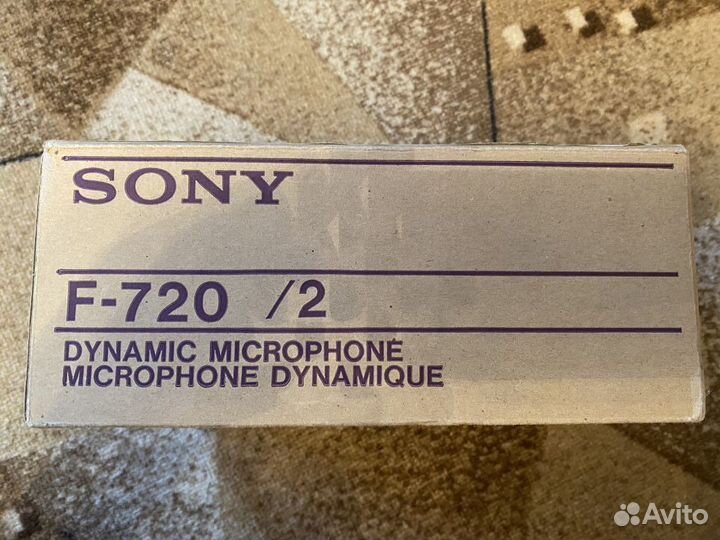 SONY
F-720 /2
DYNAMIC MICROPHONE
MICROPHONE DYNAMIQUE
Avito